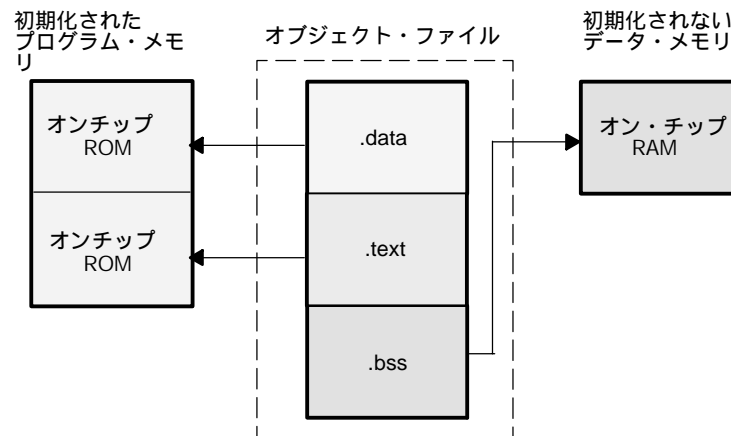 初期化された
プログラム・メモ
リ
オブジェクト・ファイル
初期化されない
データ・メモリ
オンチップ
ROM
オンチップ
ROM
.data
.text
.bss
オン・チップ
RAM